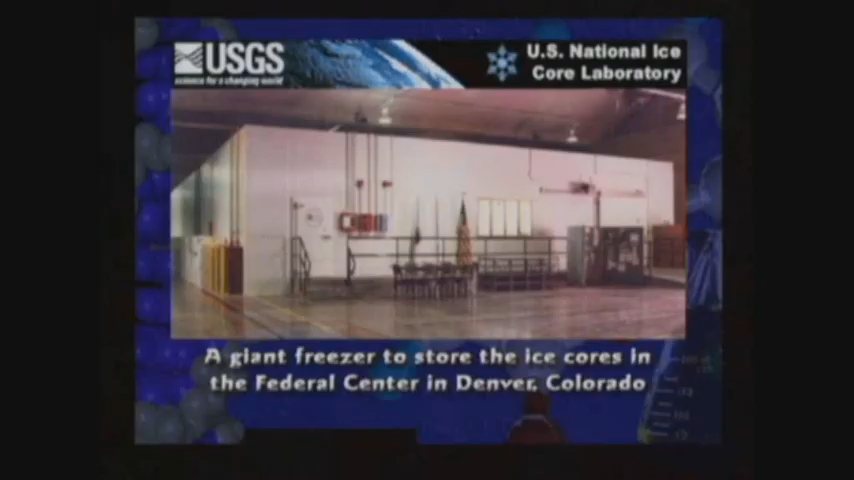 USGS
science for a changing world
U.S. National Ice
Core Laboratory
A giant freezer to store the ice cores in
the Federal Center in Denver, Colorado